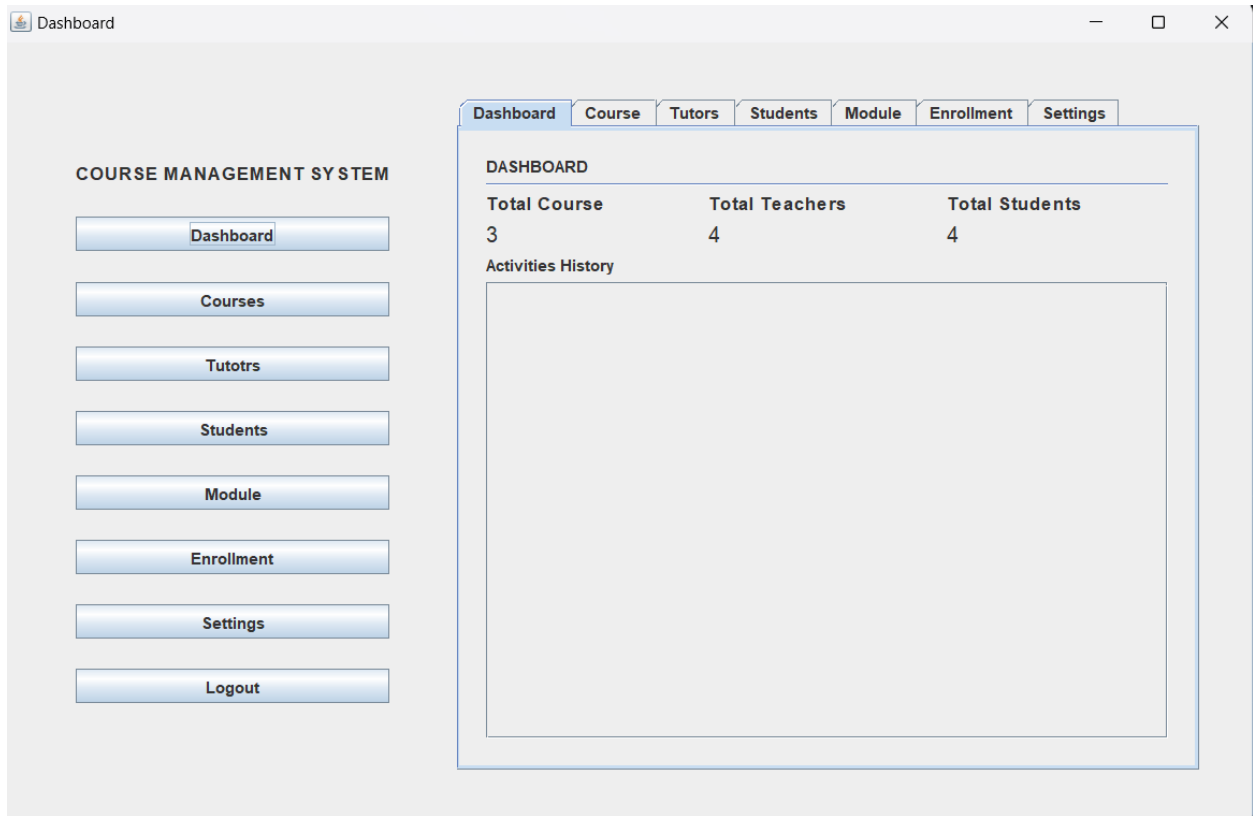 Dashboard
Dashboard Course Tutors Students Module Enrollment Settings
COURSE MANAGEMENT SYSTEM
Dashboard
Courses
Tutotrs
Students
Module
Enrollment
Settings
Logout
DASHBOARD
Total Course Total Teachers Total Students
3 4 4
Activities History